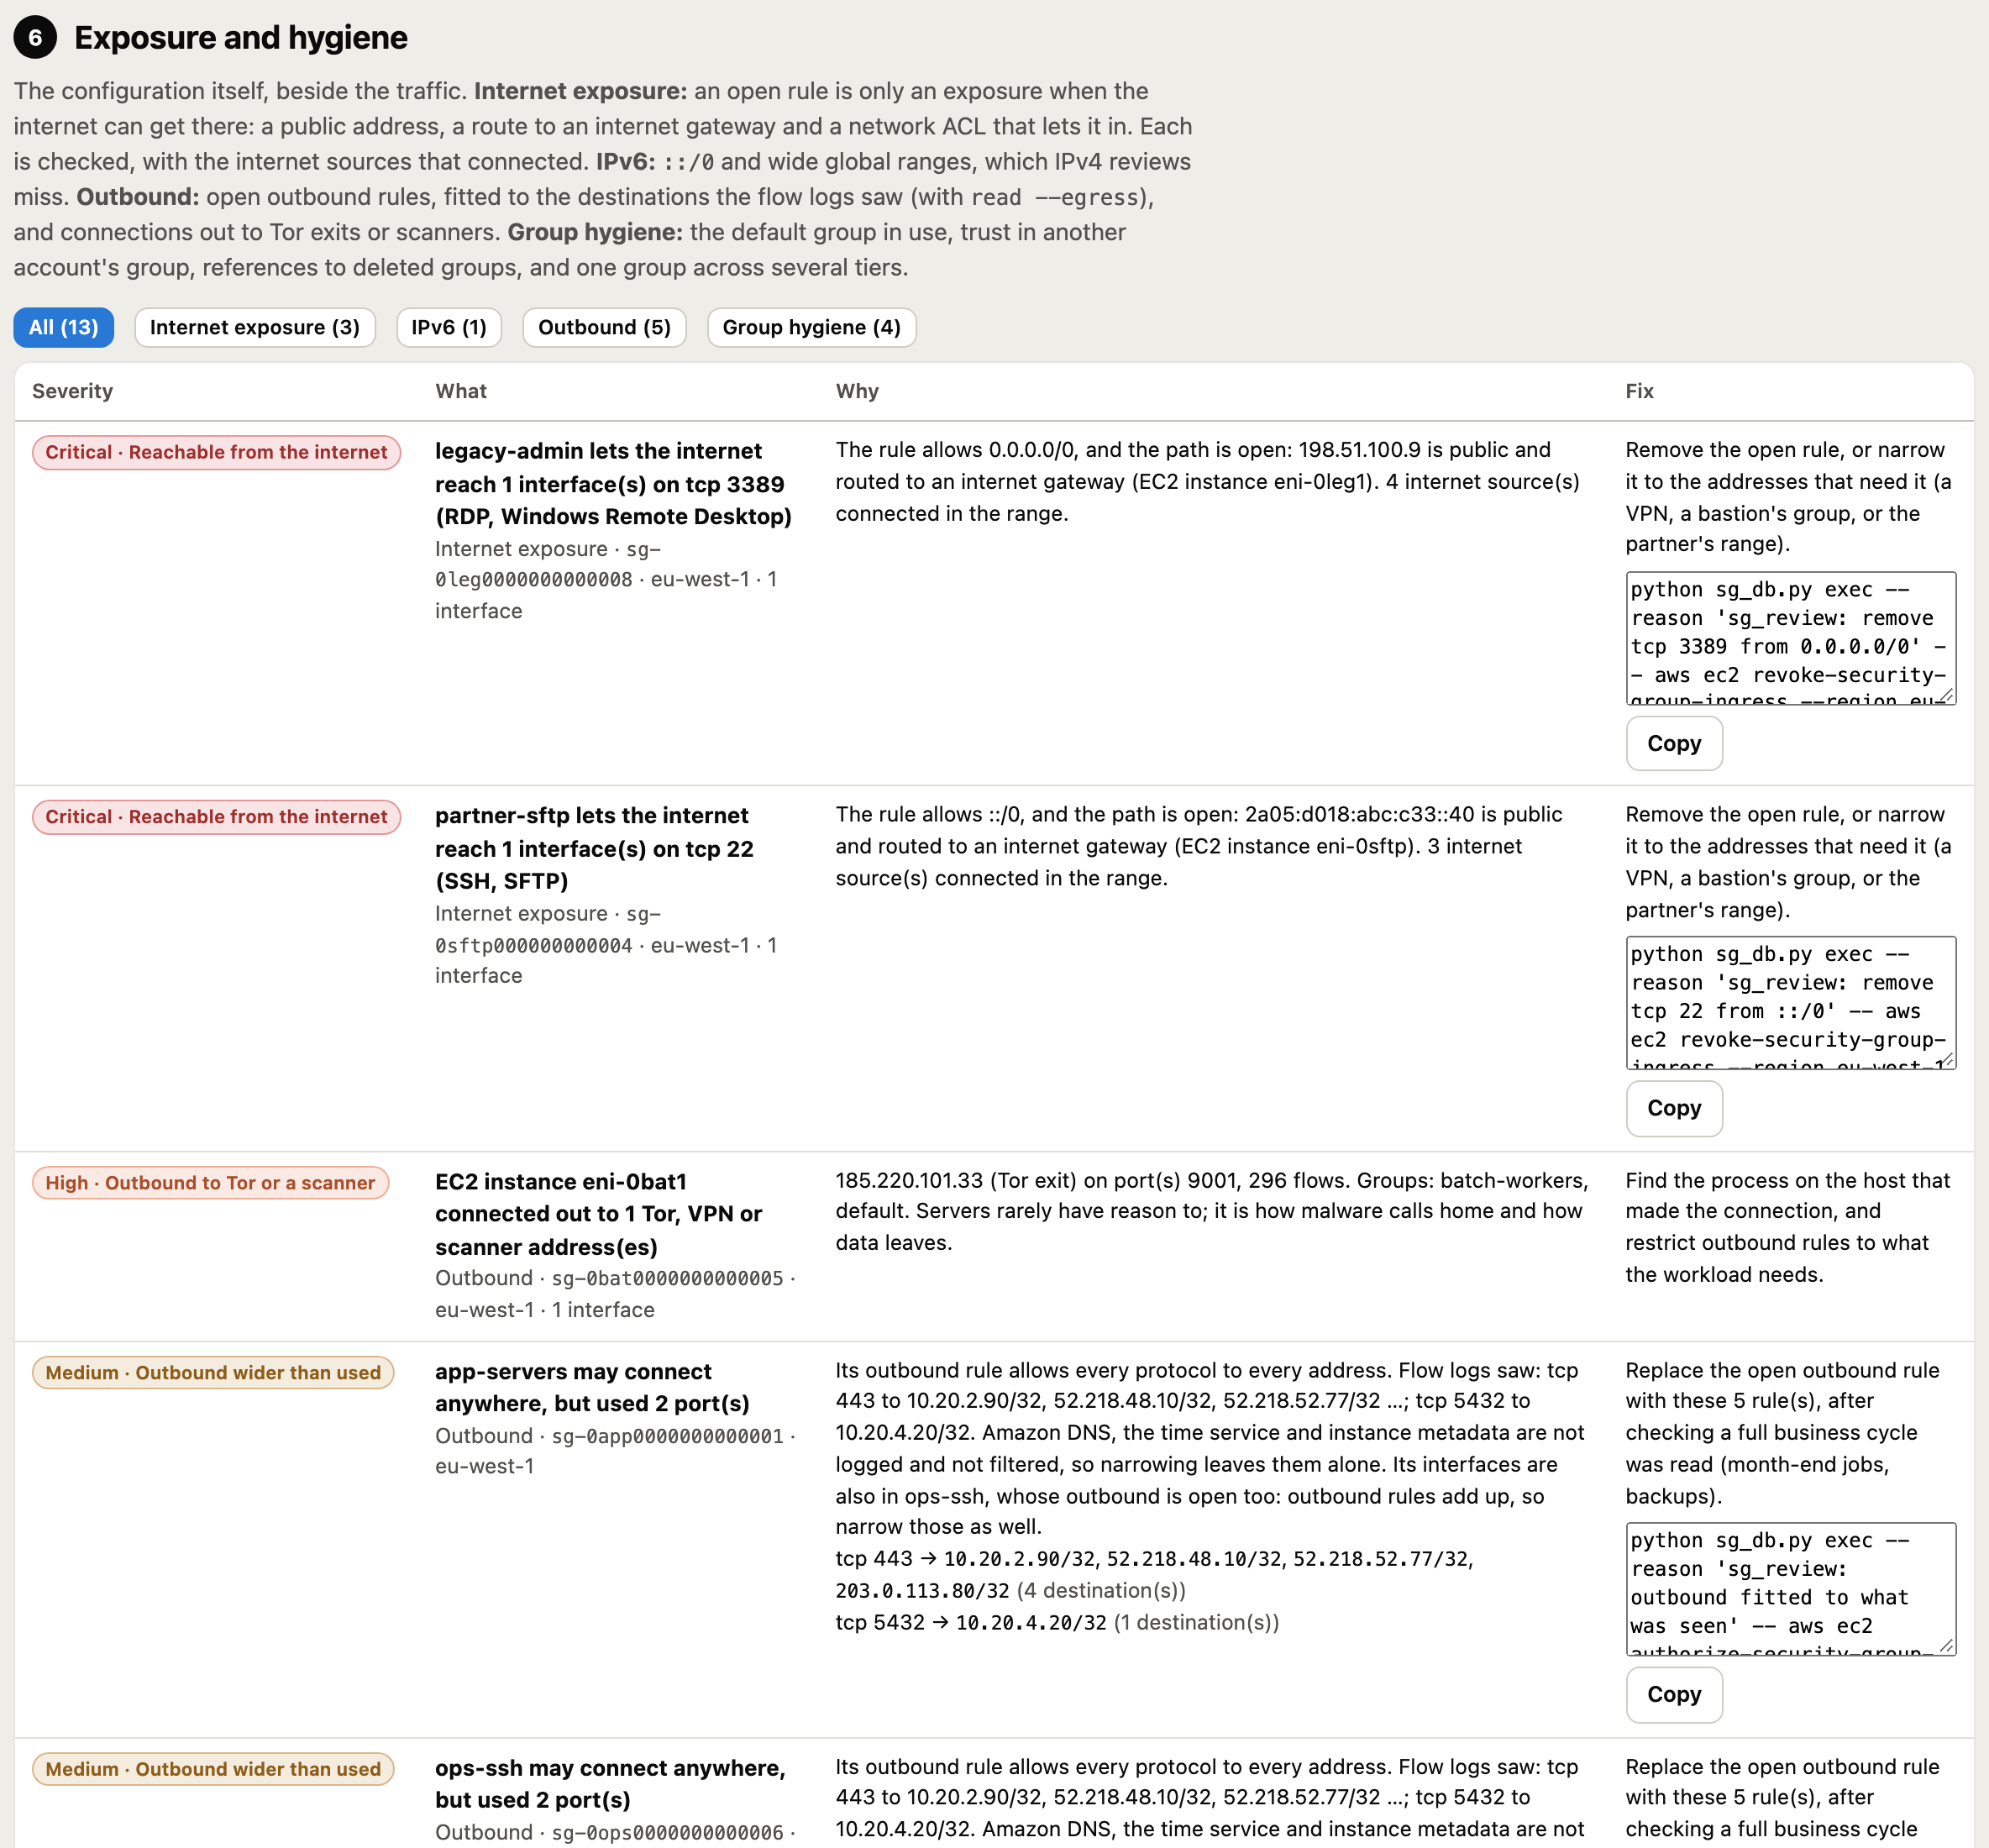 6 Exposure and hygiene
The configuration itself, beside the traffic. Internet exposure: an open rule is only an exposure when the
internet can get there: a public address, a route to an internet gateway and a network ACL that lets it in. Each
is checked, with the internet sources that connected. IPv6: ::/0 and wide global ranges, which IPv4 reviews
miss. Outbound: open outbound rules, fitted to the destinations the flow logs saw (with read --egress),
and connections out to Tor exits or scanners. Group hygiene: the default group in use, trust in another
account's group, references to deleted groups, and one group across several tiers.
All (13) Internet exposure (3) IPv6 (1) Outbound (5) Group hygiene (4)
Severity What Why Fix
Critical · Reachable from the internet
legacy-admin lets the internet
reach 1 interface(s) on tcp 3389
(RDP, Windows Remote Desktop)
Internet exposure · sg-
0leg0000000000008 · eu-west-1 · 1
interface
The rule allows 0.0.0.0/0, and the path is open: 198.51.100.9 is public and
routed to an internet gateway (EC2 instance eni-0leg1). 4 internet source(s)
connected in the range.
Remove the open rule, or narrow
it to the addresses that need it (a
VPN, a bastion's group, or the
partner's range).
python sg_db.py exec --
reason 'sg_review: remove
tcp 3389 from 0.0.0.0/0' -
- aws ec2 revoke-security-
group-ingress --region eu-
Copy
Critical · Reachable from the internet
partner-sftp lets the internet
reach 1 interface(s) on tcp 22
(SSH, SFTP)
Internet exposure · sg-
0sftp000000000004 · eu-west-1 · 1
interface
The rule allows ::/0, and the path is open: 2a05:d018:abc:c33::40 is public
and routed to an internet gateway (EC2 instance eni-0sftp). 3 internet
source(s) connected in the range.
Remove the open rule, or narrow
it to the addresses that need it (a
VPN, a bastion's group, or the
partner's range).
python sg_db.py exec --
reason 'sg_review: remove
tcp 22 from ::/0' -- aws
ec2 revoke-security-group-
ingress --region eu-west-1
Copy
High · Outbound to Tor or a scanner
EC2 instance eni-0bat1
connected out to 1 Tor, VPN or
scanner address(es)
Outbound · sg-0bat0000000000005 ·
eu-west-1 · 1 interface
185.220.101.33 (Tor exit) on port(s) 9001, 296 flows. Groups: batch-workers,
default. Servers rarely have reason to; it is how malware calls home and how
data leaves.
Find the process on the host that
made the connection, and
restrict outbound rules to what
the workload needs.
Medium · Outbound wider than used
app-servers may connect
anywhere, but used 2 port(s)
Outbound · sg-0app0000000000001 ·
eu-west-1
Its outbound rule allows every protocol to every address. Flow logs saw: tcp
443 to 10.20.2.90/32, 52.218.48.10/32, 52.218.52.77/32 ...; tcp 5432 to
10.20.4.20/32. Amazon DNS, the time service and instance metadata are not
logged and not filtered, so narrowing leaves them alone. Its interfaces are
also in ops-ssh, whose outbound is open too: outbound rules add up, so
narrow those as well.
tcp 443 → 10.20.2.90/32, 52.218.48.10/32, 52.218.52.77/32,
203.0.113.80/32 (4 destination(s))
tcp 5432 → 10.20.4.20/32 (1 destination(s))
Replace the open outbound rule
with these 5 rule(s), after
checking a full business cycle
was read (month-end jobs,
backups).
python sg_db.py exec --
reason 'sg_review:
outbound fitted to what
was seen' -- aws ec2
authorize-security-group-
Copy
Medium · Outbound wider than used
ops-ssh may connect anywhere,
but used 2 port(s)
Outbound · sg-0ops0000000000006 ·
Its outbound rule allows every protocol to every address. Flow logs saw: tcp
443 to 10.20.2.90/32, 52.218.48.10/32, 52.218.52.77/32 ...; tcp 5432 to
10.20.4.20/32. Amazon DNS, the time service and instance metadata are not
Replace the open outbound rule
with these 5 rule(s), after
checking a full business cycle